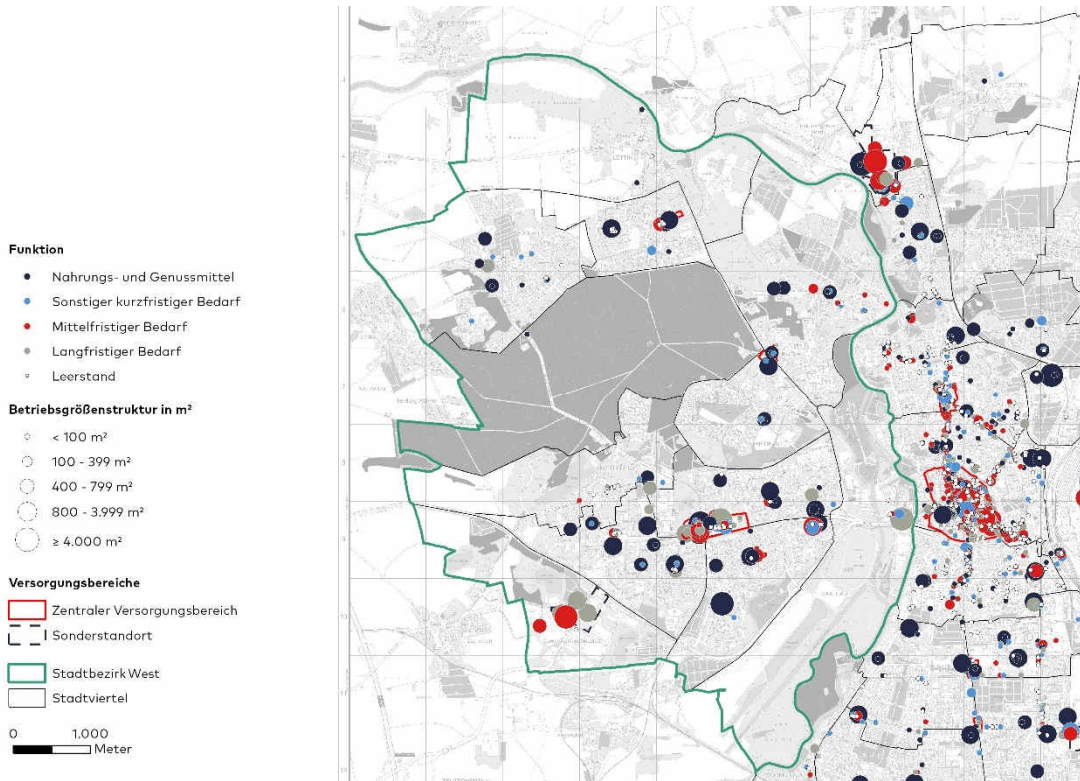 Funktion
Nahrungs- und Genussmittel
Sonstiger kurzfristiger Bedarf
Mittelfristiger Bedarf
Langfristiger Bedarf
Leerstand
Betriebsgrößenstruktur in m²
< 100 m²
100 - 399 m²
400 - 799 m²
800 - 3.999 m²
≥ 4.000 m²
Versorgungsbereiche
Zentraler Versorgungsbereich
Sonderstandort
Stadtbezirk West
Stadtviertel
0 1.000
Meter